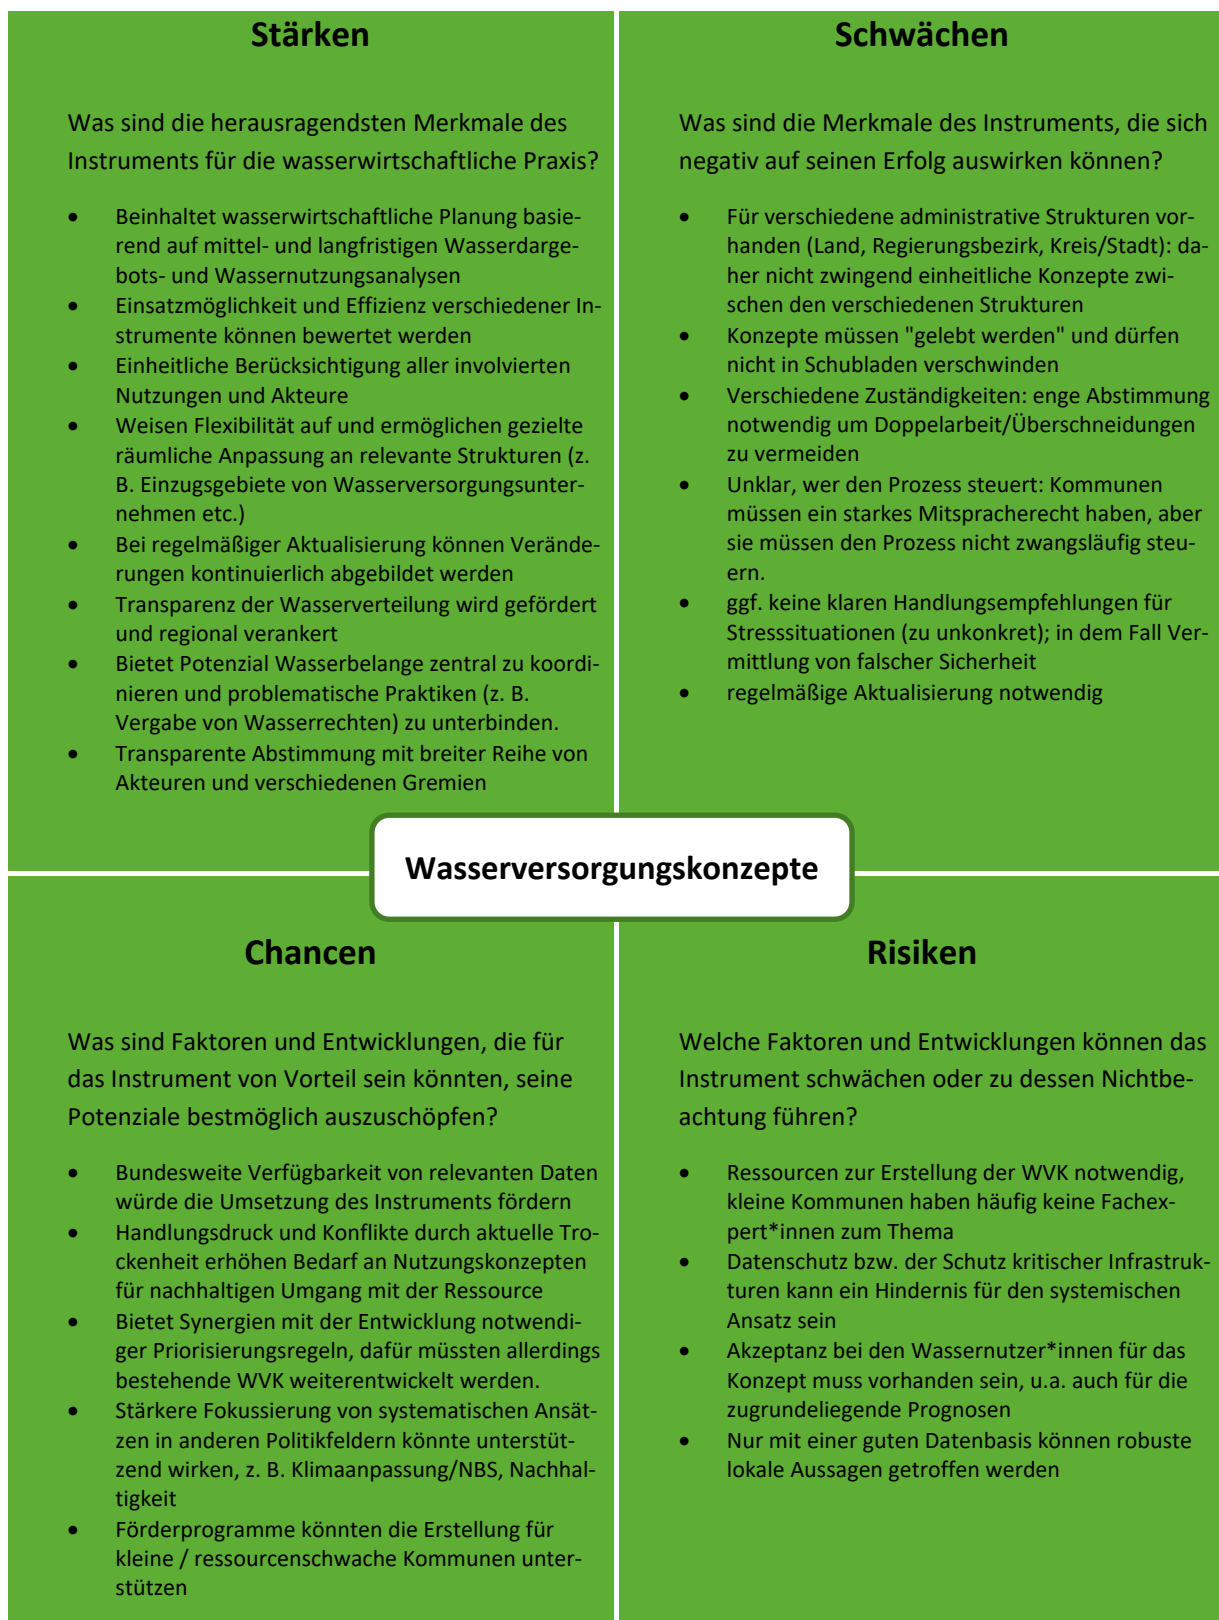 Stärken
Was sind die herausragendsten Merkmale des
Instruments für die wasserwirtschaftliche Praxis?
• Beinhaltet wasserwirtschaftliche Planung basie-
rend auf mittel- und langfristigen Wasserdarge-
bots- und Wassernutzungsanalysen
• Einsatzmöglichkeit und Effizienz verschiedener In-
strumente können bewertet werden
• Einheitliche Berücksichtigung aller involvierten
Nutzungen und Akteure
• Weisen Flexibilität auf und ermöglichen gezielte
räumliche Anpassung an relevante Strukturen (z.
B. Einzugsgebiete von Wasserversorgungsunter-
nehmen etc.)
• Bei regelmäßiger Aktualisierung können Verände-
rungen kontinuierlich abgebildet werden
• Transparenz der Wasserverteilung wird gefördert
und regional verankert
• Bietet Potenzial Wasserbelange zentral zu koordi-
nieren und problematische Praktiken (z. B.
Vergabe von Wasserrechten) zu unterbinden.
• Transparente Abstimmung mit breiter Reihe von
Akteuren und verschiedenen Gremien
Schwächen
Was sind die Merkmale des Instruments, die sich
negativ auf seinen Erfolg auswirken können?
• Für verschiedene administrative Strukturen vor-
handen (Land, Regierungsbezirk, Kreis/Stadt): da-
her nicht zwingend einheitliche Konzepte zwi-
schen den verschiedenen Strukturen
• Konzepte müssen "gelebt werden" und dürfen
nicht in Schubladen verschwinden
• Verschiedene Zuständigkeiten: enge Abstimmung
notwendig um Doppelarbeit/Überschneidungen
zu vermeiden
• Unklar, wer den Prozess steuert: Kommunen
müssen ein starkes Mitspracherecht haben, aber
sie müssen den Prozess nicht zwangsläufig steu-
ern.
• ggf. keine klaren Handlungsempfehlungen für
Stresssituationen (zu unkonkret); in dem Fall Ver-
mittlung von falscher Sicherheit
• regelmäßige Aktualisierung notwendig
Wasserversorgungskonzepte
Chancen
Was sind Faktoren und Entwicklungen, die für
das Instrument von Vorteil sein könnten, seine
Potenziale bestmöglich auszuschöpfen?
• Bundesweite Verfügbarkeit von relevanten Daten
würde die Umsetzung des Instruments fördern
• Handlungsdruck und Konflikte durch aktuelle Tro-
ckenheit erhöhen Bedarf an Nutzungskonzepten
für nachhaltigen Umgang mit der Ressource
• Bietet Synergien mit der Entwicklung notwendi-
ger Priorisierungsregeln, dafür müssten allerdings
bestehende WVK weiterentwickelt werden.
• Stärkere Fokussierung von systematischen Ansät-
zen in anderen Politikfeldern könnte unterstüt-
zend wirken, z. B. Klimaanpassung/NBS, Nachhal-
tigkeit
• Förderprogramme könnten die Erstellung für
kleine / ressourcenschwache Kommunen unter-
stützen
Risiken
Welche Faktoren und Entwicklungen können das
Instrument schwächen oder zu dessen Nichtbe-
achtung führen?
• Ressourcen zur Erstellung der WVK notwendig,
kleine Kommunen haben häufig keine Fachex-
pert*innen zum Thema
• Datenschutz bzw. der Schutz kritischer Infrastruk-
turen kann ein Hindernis für den systemischen
Ansatz sein
• Akzeptanz bei den Wassernutzer*innen für das
Konzept muss vorhanden sein, u.a. auch für die
zugrundeliegende Prognosen
• Nur mit einer guten Datenbasis können robuste
lokale Aussagen getroffen werden